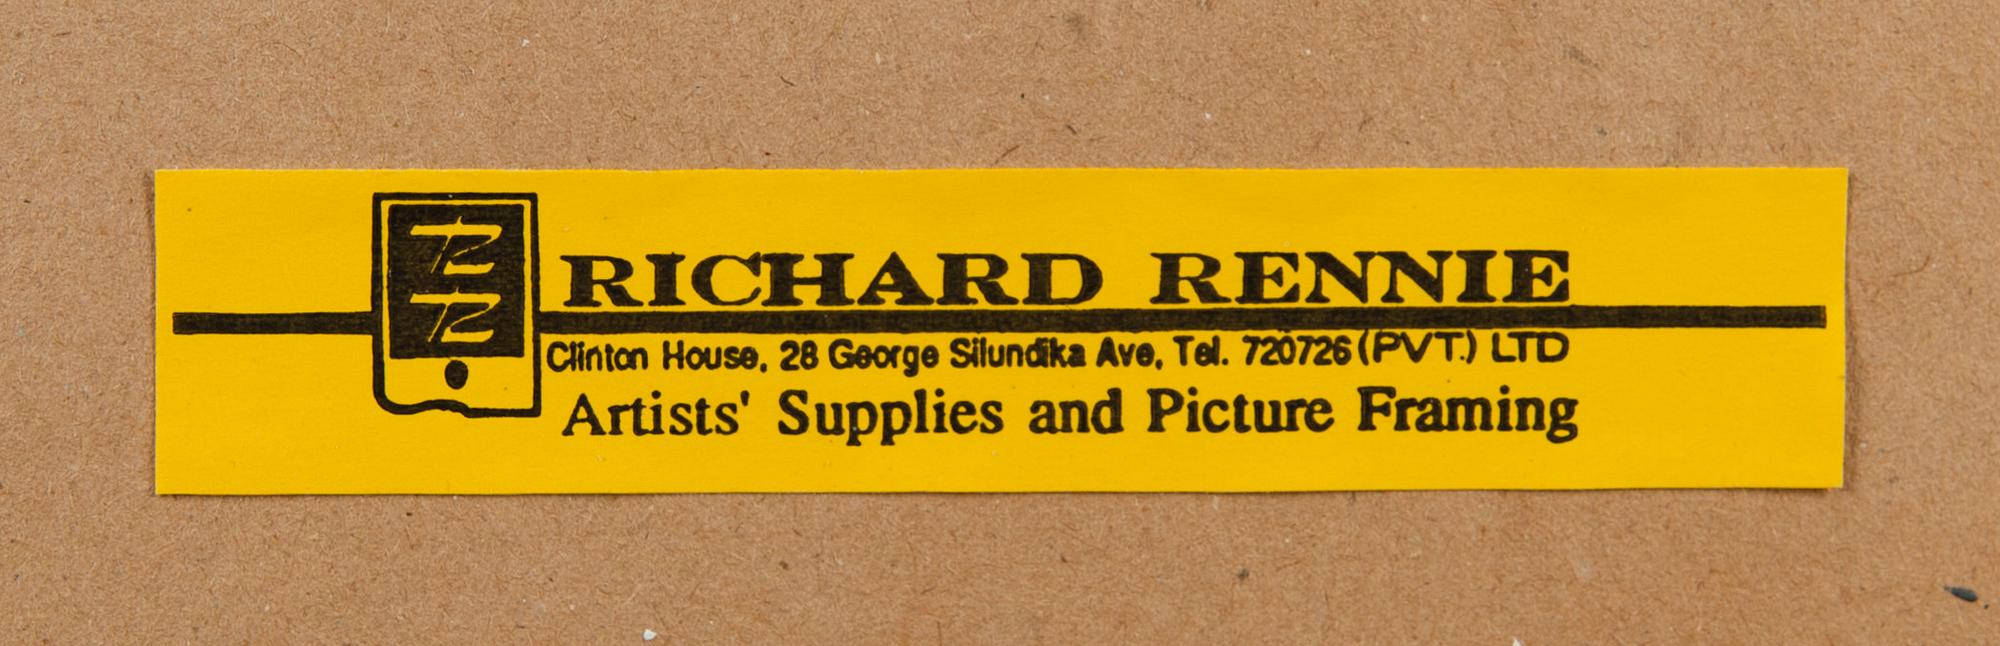 R
R
RICHARD RENNIE
Clinton House, 28 George Silundika Ave, Tel. 720726 (PVT.) LTD
Artists' Supplies and Picture Framing